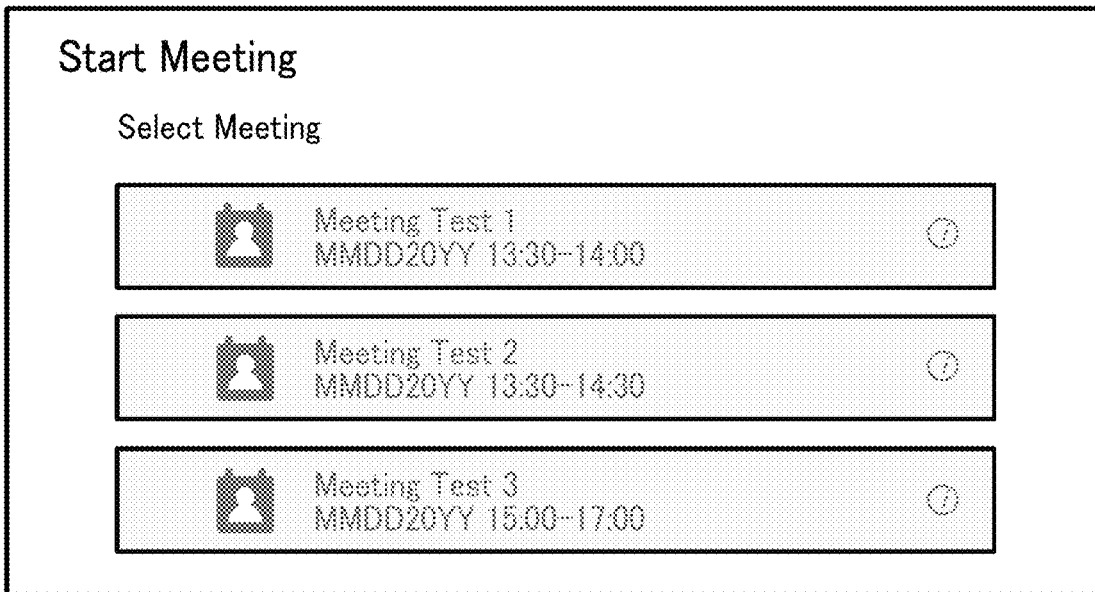 Start Meeting
Select Meeting
Meeting Test 1
MMDD20YY 13:30-14:00
i
Meeting Test 2
MMDD20YY 13:30-14:30
i
Meeting Test 3
MMDD20YY 15:00-17:00
i